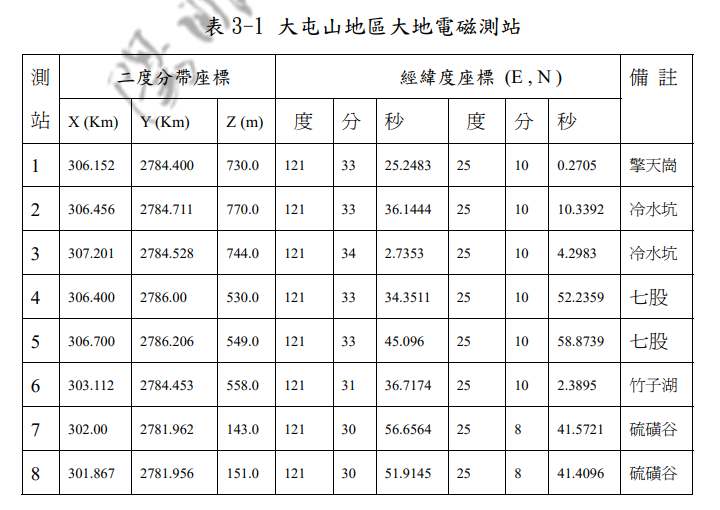 表 3-1 大屯山地區大地電磁測站
測站 二度分帶座標 經緯度座標 (E , N ) 備 註
X (Km) Y (Km) Z (m) 度 分 秒 度 分 秒
1 306.152 2784.400 730.0 121 33 25.2483 25 10 0.2705 擎天崗
2 306.456 2784.711 770.0 121 33 36.1444 25 10 10.3392 冷水坑
3 307.201 2784.528 744.0 121 34 2.7353 25 10 4.2983 冷水坑
4 306.400 2786.00 530.0 121 33 34.3511 25 10 52.2359 七股
5 306.700 2786.206 549.0 121 33 45.096 25 10 58.8739 七股
6 303.112 2784.453 558.0 121 31 36.7174 25 10 2.3895 竹子湖
7 302.00 2781.962 143.0 121 30 56.6564 25 8 41.5721 硫磺谷
8 301.867 2781.956 151.0 121 30 51.9145 25 8 41.4096 硫磺谷